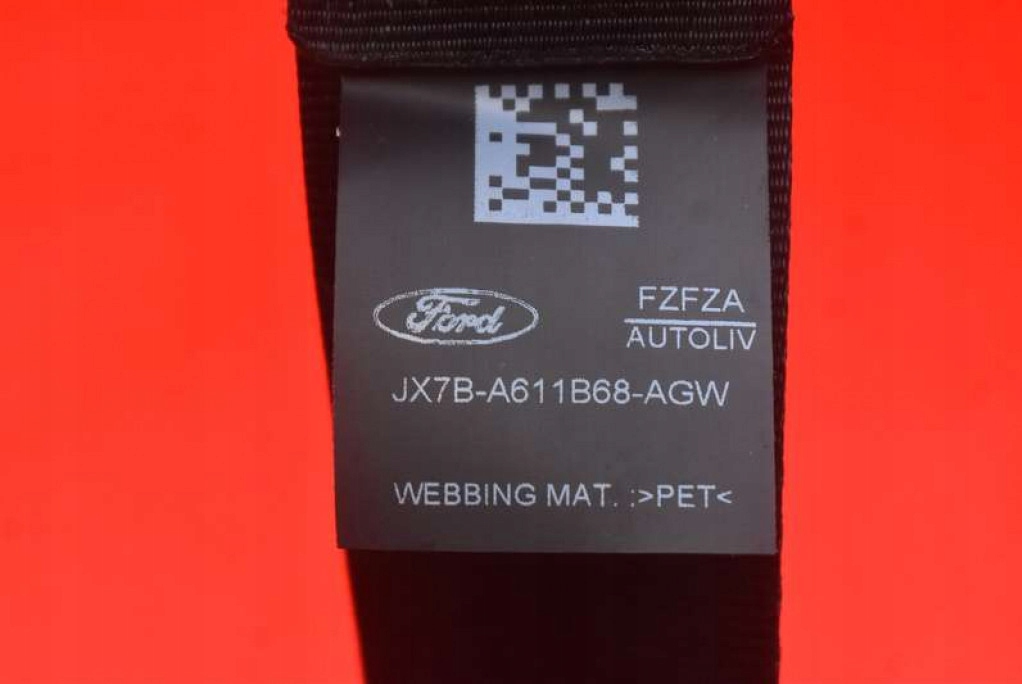 Ford
FZFZA
AUTOLIV
JX7B-A611B68-AGW
WEBBING MAT. :>PET<